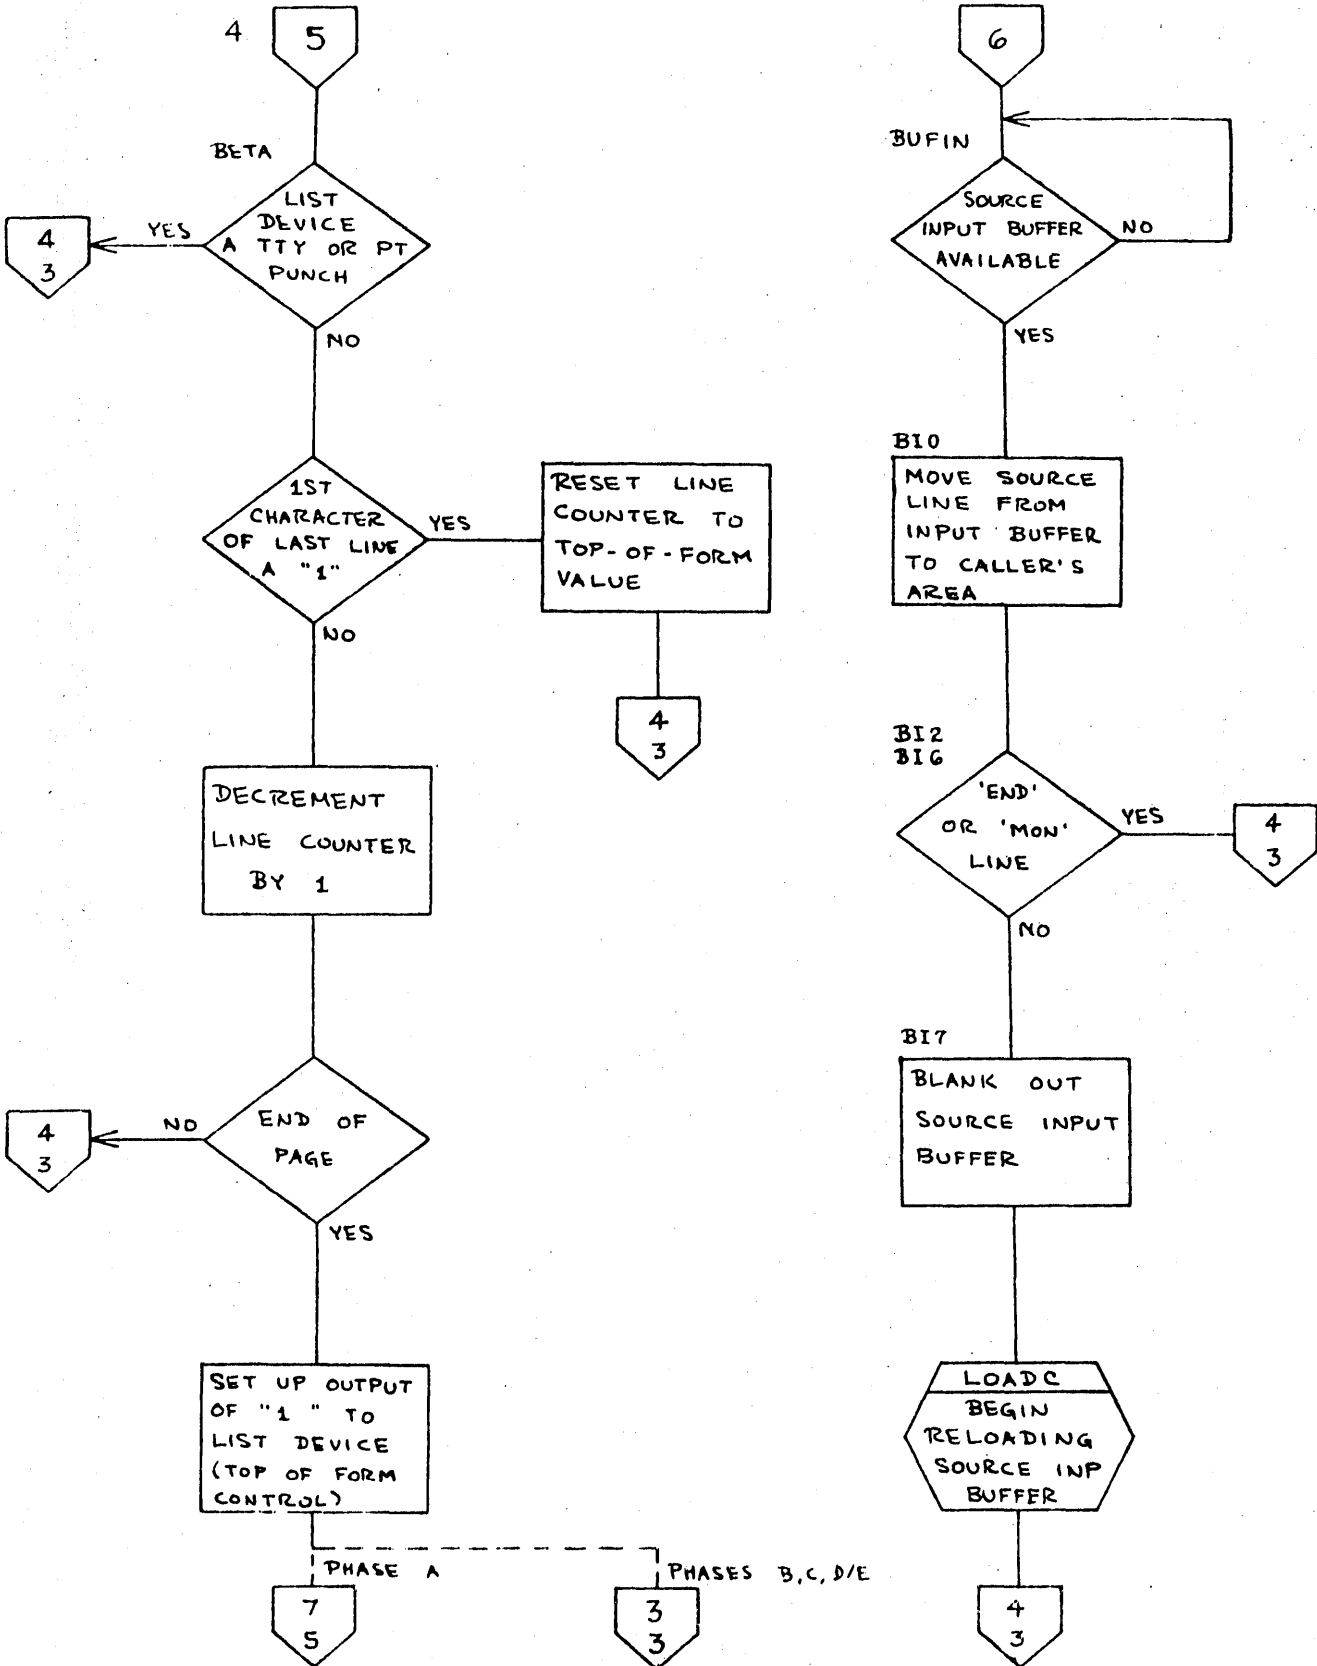 4
5
BETA
LIST
DEVICE
A TTY OR PT
PUNCH
YES
4
3
NO
1ST
CHARACTER
OF LAST LINE
A "1"
YES
RESET LINE
COUNTER TO
TOP-OF-FORM
VALUE
4
3
NO
DECREMENT
LINE COUNTER
BY 1
END OF
PAGE
NO
4
3
YES
SET UP OUTPUT
OF "1 " TO
LIST DEVICE
(TOP OF FORM
CONTROL)
PHASE A
7
5
PHASES B,C,D/E
3
3
6
BUFIN
SOURCE
INPUT BUFFER
AVAILABLE
NO
YES
BI0
MOVE SOURCE
LINE FROM
INPUT BUFFER
TO CALLER'S
AREA
BI2
BI6
'END'
OR 'MON'
LINE
YES
4
3
NO
BI7
BLANK OUT
SOURCE INPUT
BUFFER
LOADC
BEGIN
RELOADING
SOURCE INP
BUFFER
4
3